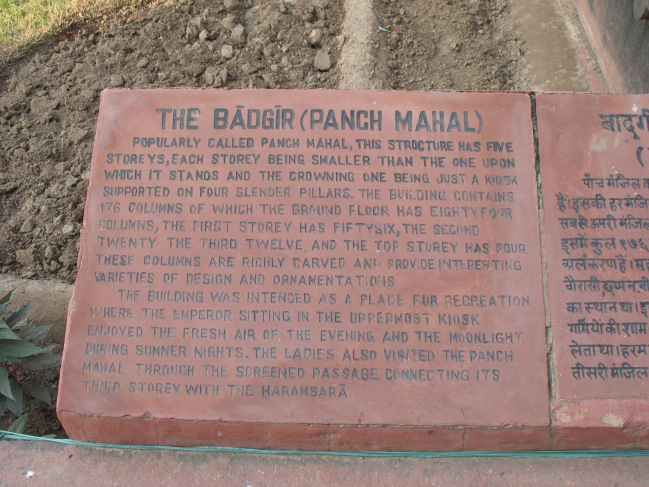 THE BĀDGĪR (PANCH MAHAL)
POPULARLY CALLED PANCH MAHAL, THIS STRUCTURE HAS FIVE
STOREYS, EACH STOREY BEING SMALLER THAN THE ONE UPON
WHICH IT STANDS AND THE CROWNING ONE BEING JUST A KIOSK
SUPPORTED ON FOUR SLENDER PILLARS. THE BUILDING CONTAINS
176 COLUMNS OF WHICH THE GROUND FLOOR HAS EIGHTYFOUR
COLUMNS, THE FIRST STOREY HAS FIFTYSIX, THE SECOND
TWENTY THE THIRD TWELVE, AND THE TOP STOREY HAS FOUR.
THESE COLUMNS ARE RICHLY CARVED AND PROVIDE INTERESTING
VARIETIES OF DESIGN AND ORNAMENTATIONS
THE BUILDING WAS INTENDED AS A PLACE FOR RECREATION
WHERE THE EMPEROR SITTING IN THE UPPERMOST KIOSK
ENJOYED THE FRESH AIR OF THE EVENING AND THE MOONLIGHT
DURING SUMNER NIGHTS. THE LADIES ALSO VISITED THE PANCH
MAHAL THROUGH THE SCREENED PASSAGE CONNECTING ITS
THIRD STOREY WITH THE ḤARAMSARĀ
बादगी
पाँच मंजिल
है। इसकी हर मंजि
सबसे ऊपरी मंजिल
इसमें कुल १७६
अलंकरण हैं।
चौरासी छप्पन
का स्थान था।
गर्मियों की शाम
लेता था। हरम
तीसरी मंजिल